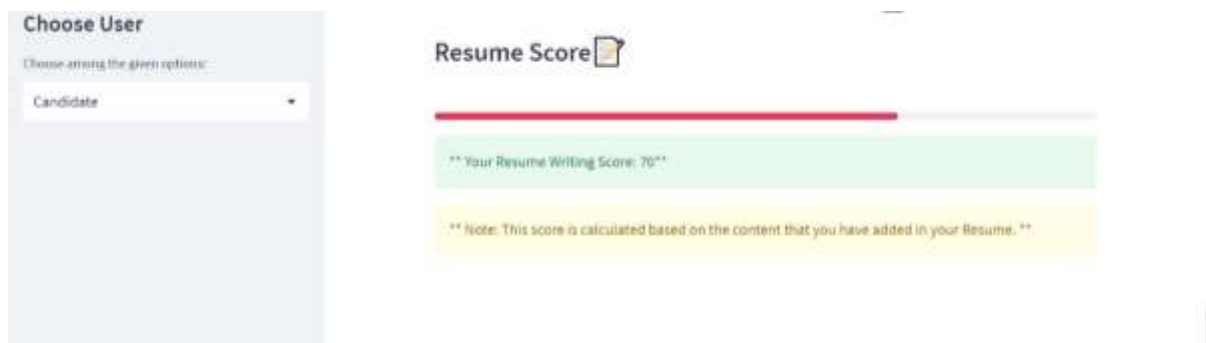 Choose User
Choose among the given options:
Candidate
Resume Score
** Your Resume Writing Score: 70**
** Note: This score is calculated based on the content that you have added in your Resume. **